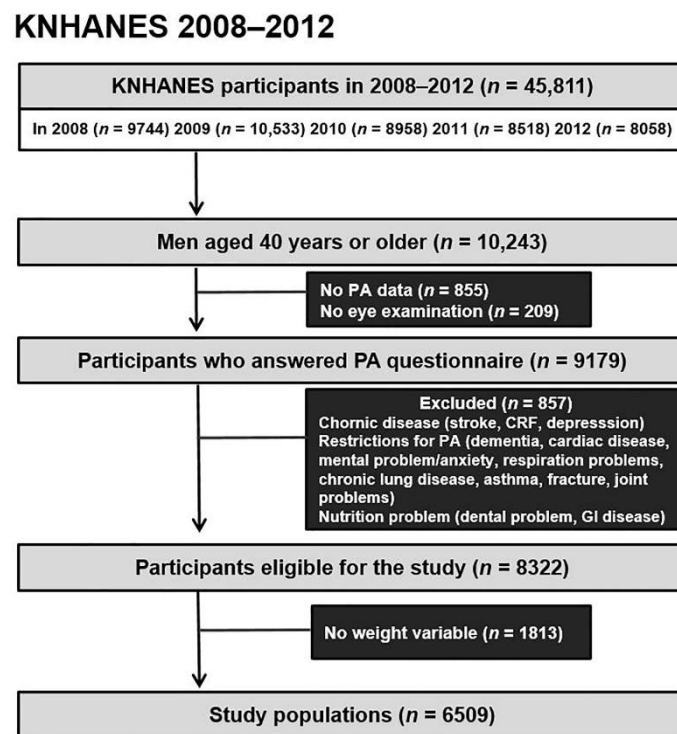 KNHANES 2008–2012
KNHANES participants in 2008–2012 (n = 45,811)
In 2008 (n = 9744) 2009 (n = 10,533) 2010 (n = 8958) 2011 (n = 8518) 2012 (n = 8058)
Men aged 40 years or older (n = 10,243)
No PA data (n = 855)
No eye examination (n = 209)
Participants who answered PA questionnaire (n = 9179)
Excluded (n = 857)
Chornic disease (stroke, CRF, depresssion)
Restrictions for PA (dementia, cardiac disease,
mental problem/anxiety, respiration problems,
chronic lung disease, asthma, fracture, joint
problems)
Nutrition problem (dental problem, GI disease)
Participants eligible for the study (n = 8322)
No weight variable (n = 1813)
Study populations (n = 6509)